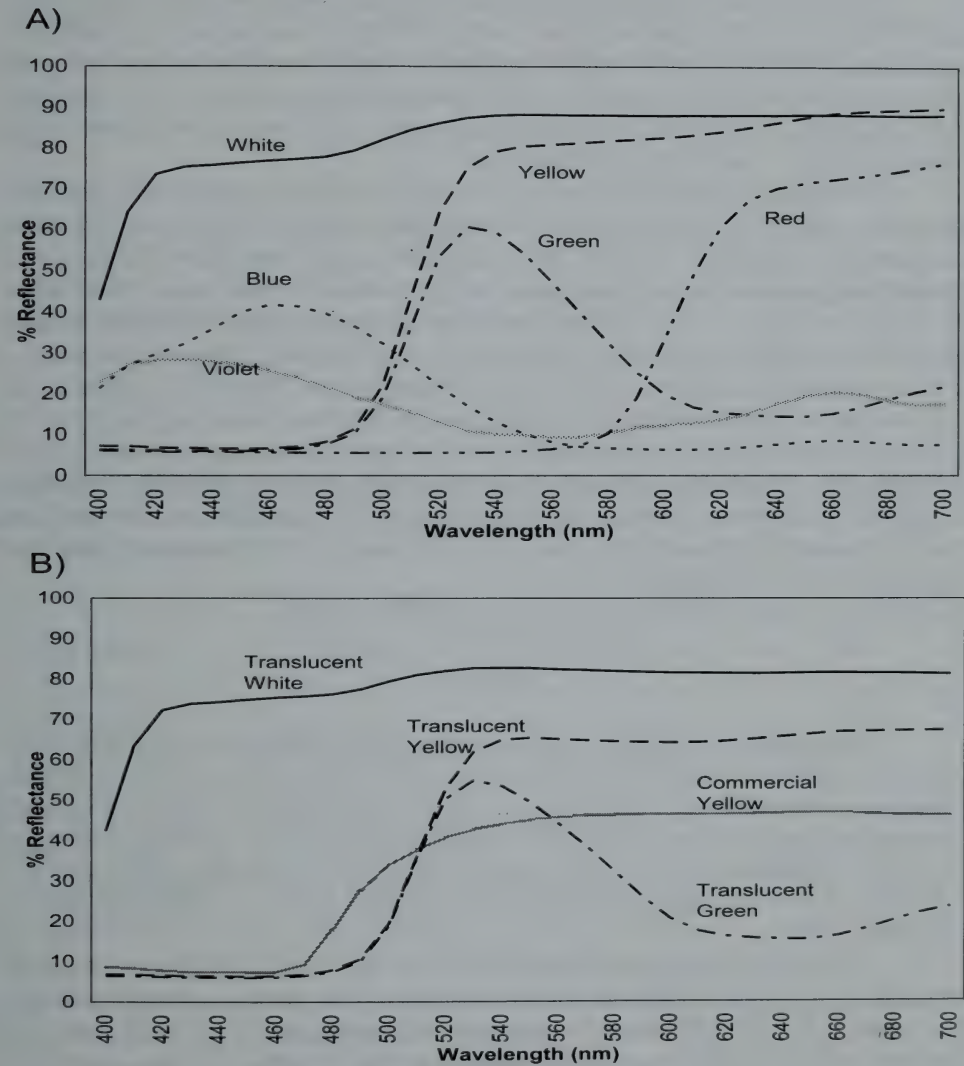 A)
100
90
80
70
60
50
40
30
20
10
0
% Reflectance
White
Yellow
Red
Green
Blue
Violet
400
420
440
460
480
500
520
540
560
580
600
620
640
660
680
700
Wavelength (nm)
B)
100
90
80
70
60
50
40
30
20
10
0
% Reflectance
Translucent
White
Translucent
Yellow
Commercial
Yellow
Translucent
Green
400
420
440
460
480
500
520
540
560
580
600
620
640
660
680
700
Wavelength (nm)